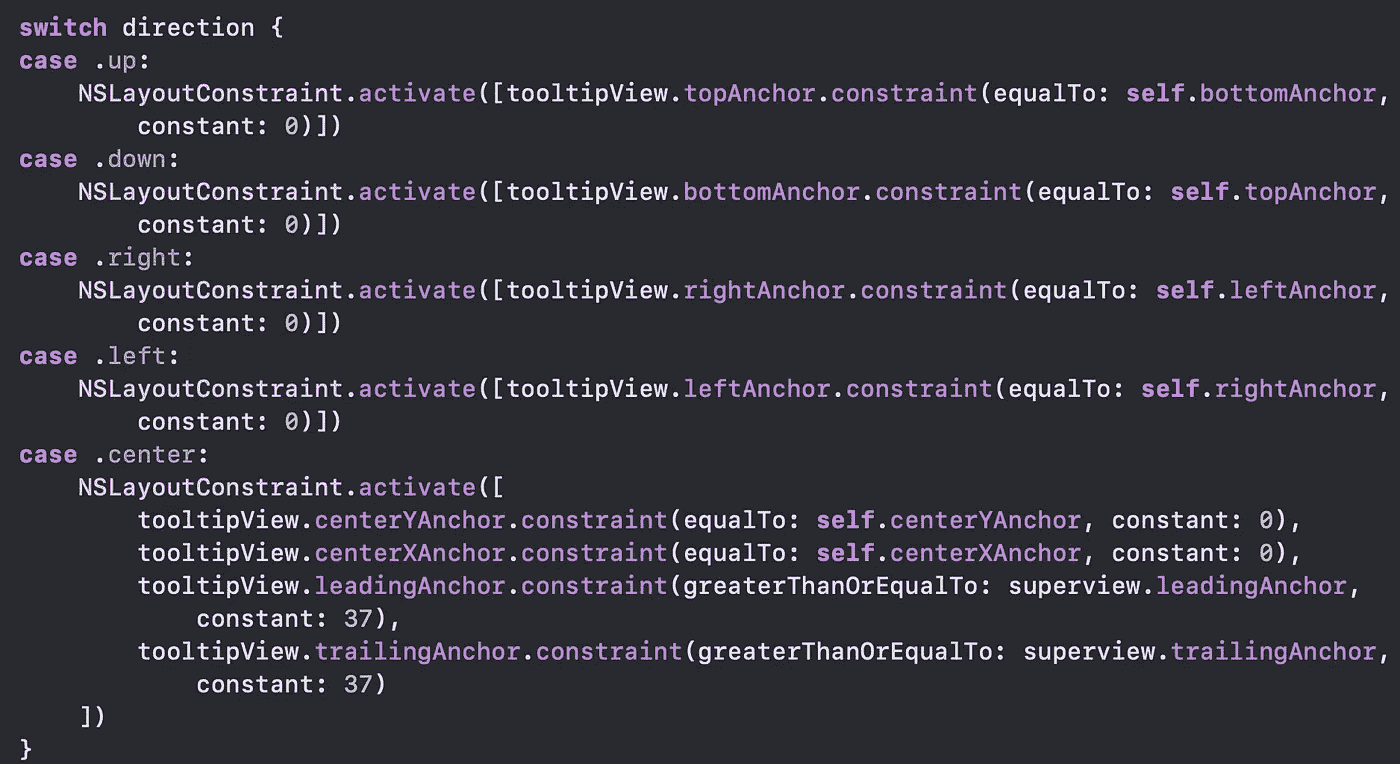 switch direction {
case .up:
    NSLayoutConstraint.activate([tooltipView.topAnchor.constraint(equalTo: self.bottomAnchor,
        constant: 0)])
case .down:
    NSLayoutConstraint.activate([tooltipView.bottomAnchor.constraint(equalTo: self.topAnchor,
        constant: 0)])
case .right:
    NSLayoutConstraint.activate([tooltipView.rightAnchor.constraint(equalTo: self.leftAnchor,
        constant: 0)])
case .left:
    NSLayoutConstraint.activate([tooltipView.leftAnchor.constraint(equalTo: self.rightAnchor,
        constant: 0)])
case .center:
    NSLayoutConstraint.activate([
        tooltipView.centerYAnchor.constraint(equalTo: self.centerYAnchor, constant: 0),
        tooltipView.centerXAnchor.constraint(equalTo: self.centerXAnchor, constant: 0),
        tooltipView.leadingAnchor.constraint(greaterThanOrEqualTo: superview.leadingAnchor,
            constant: 37),
        tooltipView.trailingAnchor.constraint(greaterThanOrEqualTo: superview.trailingAnchor,
            constant: 37)
    ])
}